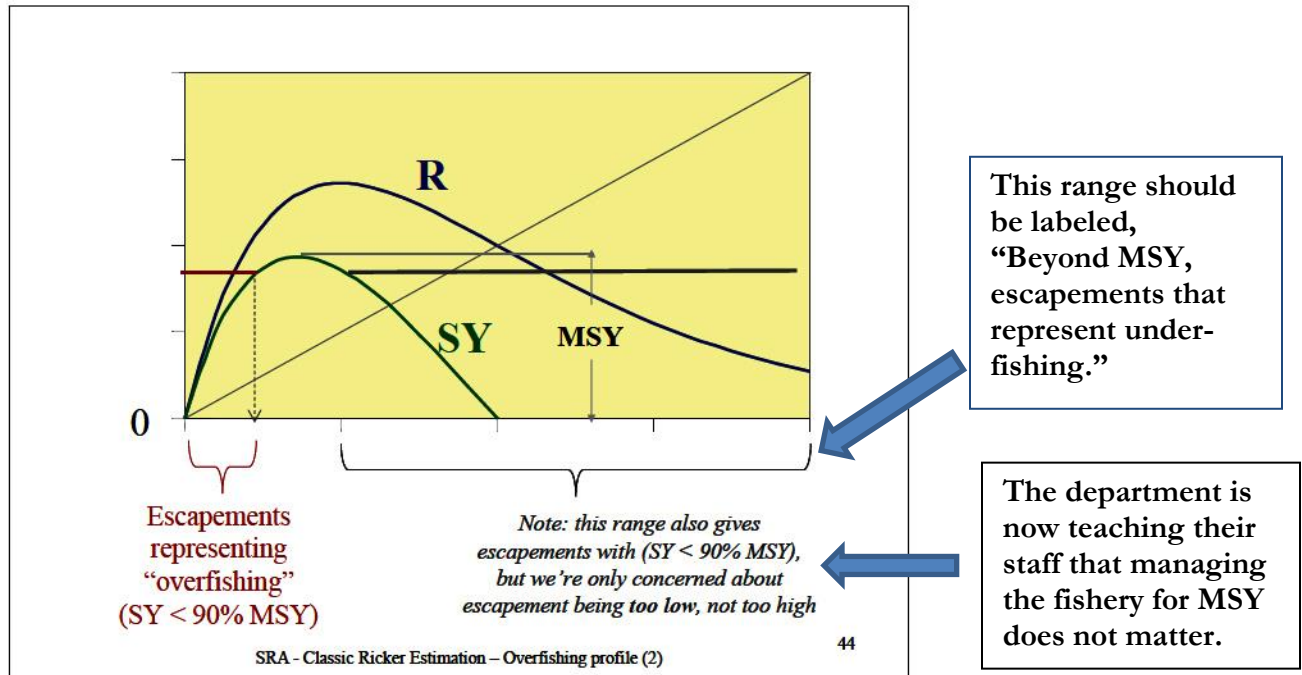 R
SY
MSY
0
Escapements
representing
“overfishing”
(SY < 90% MSY)
Note: this range also gives
escapements with (SY < 90% MSY),
but we’re only concerned about
escapement being too low, not too high
44
SRA - Classic Ricker Estimation – Overfishing profile (2)
This range should
be labeled,
“Beyond MSY,
escapements that
represent under-
fishing.”
The department is
now teaching their
staff that managing
the fishery for MSY
does not matter.